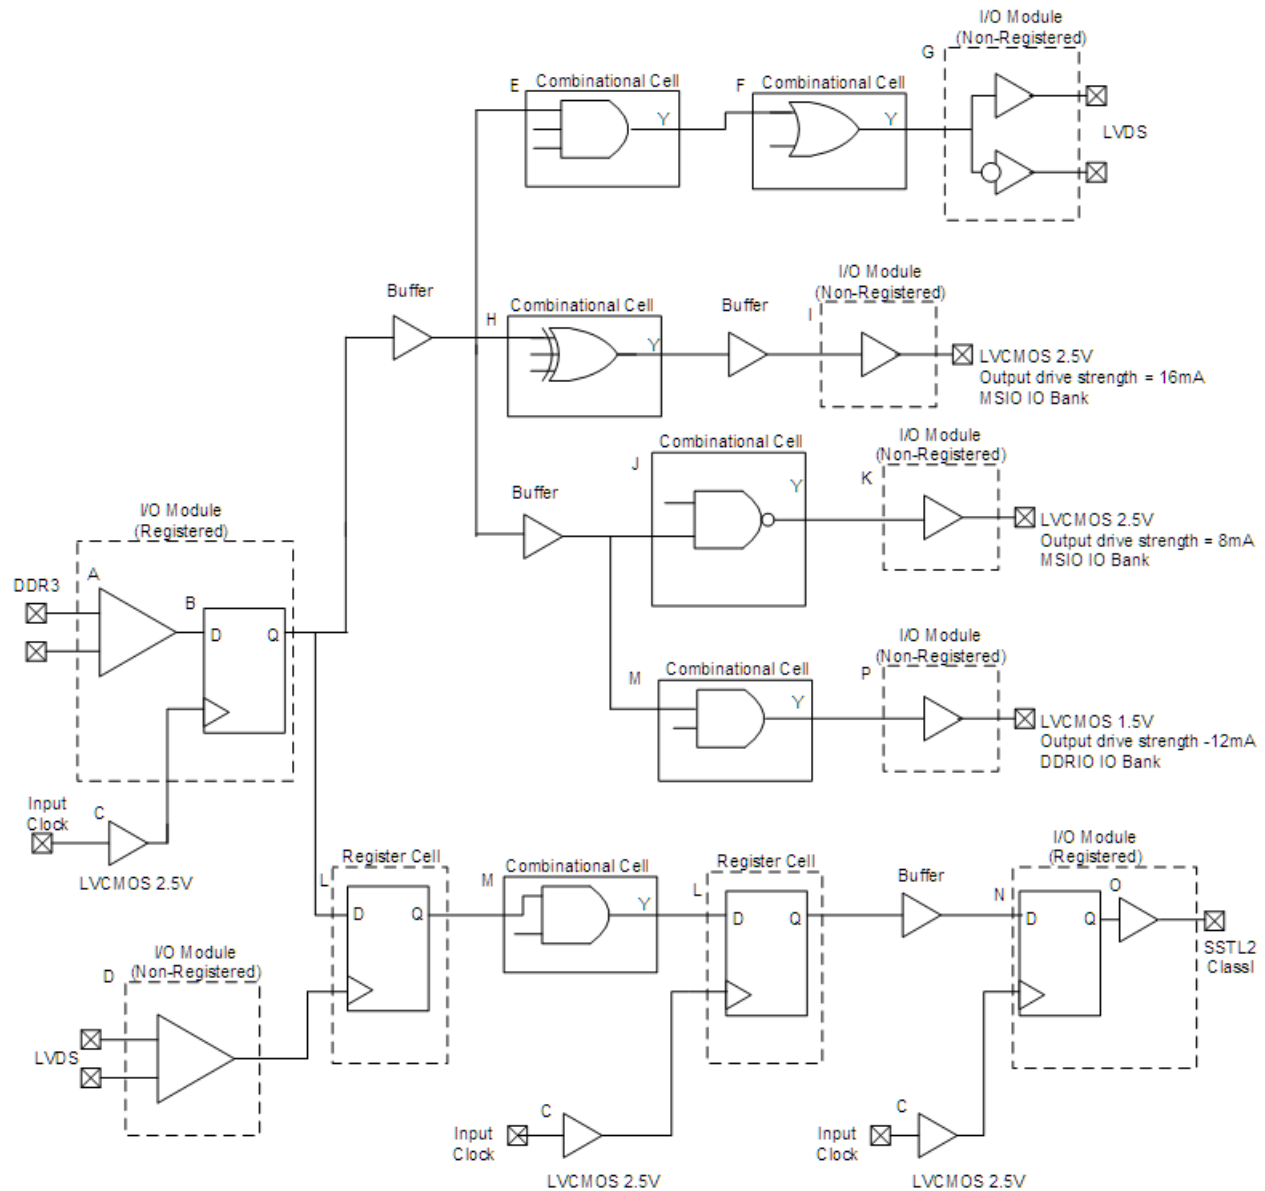 I/O Module
(Non-Registered)
G
E
Combinational Cell
Y
F
Combinational Cell
Y
LVDS
I/O Module
(Non-Registered)
Buffer
H
Combinational Cell
Y
Buffer
I
LVCMOS 2.5V
Output drive strength = 16mA
MSIO IO Bank
I/O Module
(Non-Registered)
Combinational Cell
J
Y
K
Buffer
LVCMOS 2.5V
Output drive strength = 8mA
MSIO IO Bank
I/O Module
(Registered)
A
DDR3
B
D
Q
I/O Module
(Non-Registered)
Combinational Cell
M
Y
P
LVCMOS 1.5V
Output drive strength -12mA
DDRIO IO Bank
Input
Clock
C
LVCMOS 2.5V
Register Cell
L
D
Q
Combinational Cell
M
Y
Register Cell
L
D
Q
Buffer
I/O Module
(Registered)
N
D
Q
O
SSTL2
ClassI
I/O Module
(Non-Registered)
D
LVDS
Input
Clock
C
LVCMOS 2.5V
Input
Clock
C
LVCMOS 2.5V